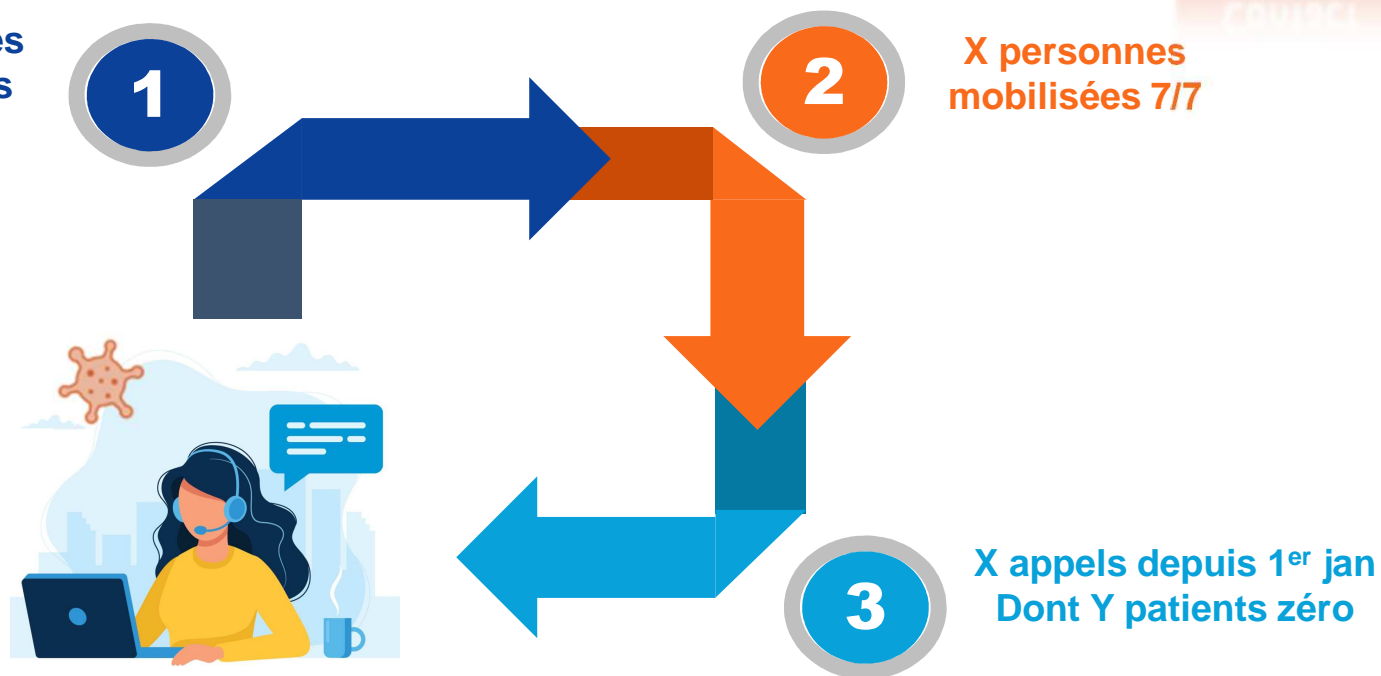 1
2
X personnes
mobilisées 7/7
3
X appels depuis 1er jan
Dont Y patients zéro